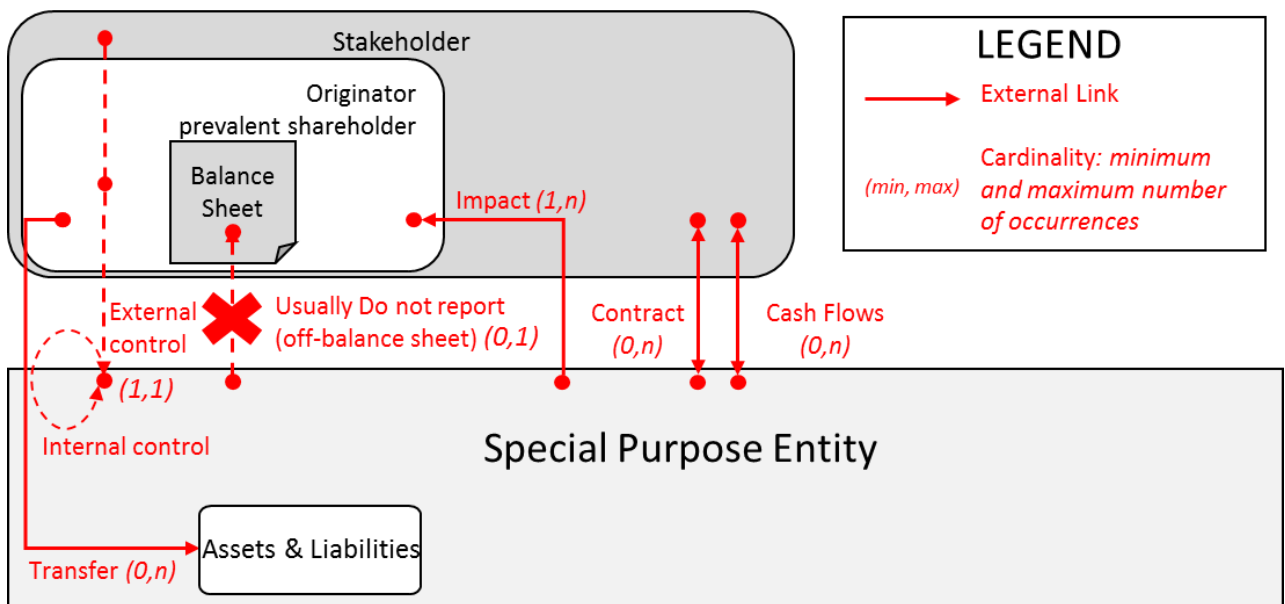 Stakeholder
Originator
prevalent shareholder
Balance
Sheet
Impact (1,n)
External
control
(1,1)
Usually Do not report
(off-balance sheet) (0,1)
Contract
(0,n)
Cash Flows
(0,n)
Internal control
Special Purpose Entity
Assets & Liabilities
Transfer (0,n)
LEGEND
External Link
(min, max)
Cardinality: minimum
and maximum number
of occurrences